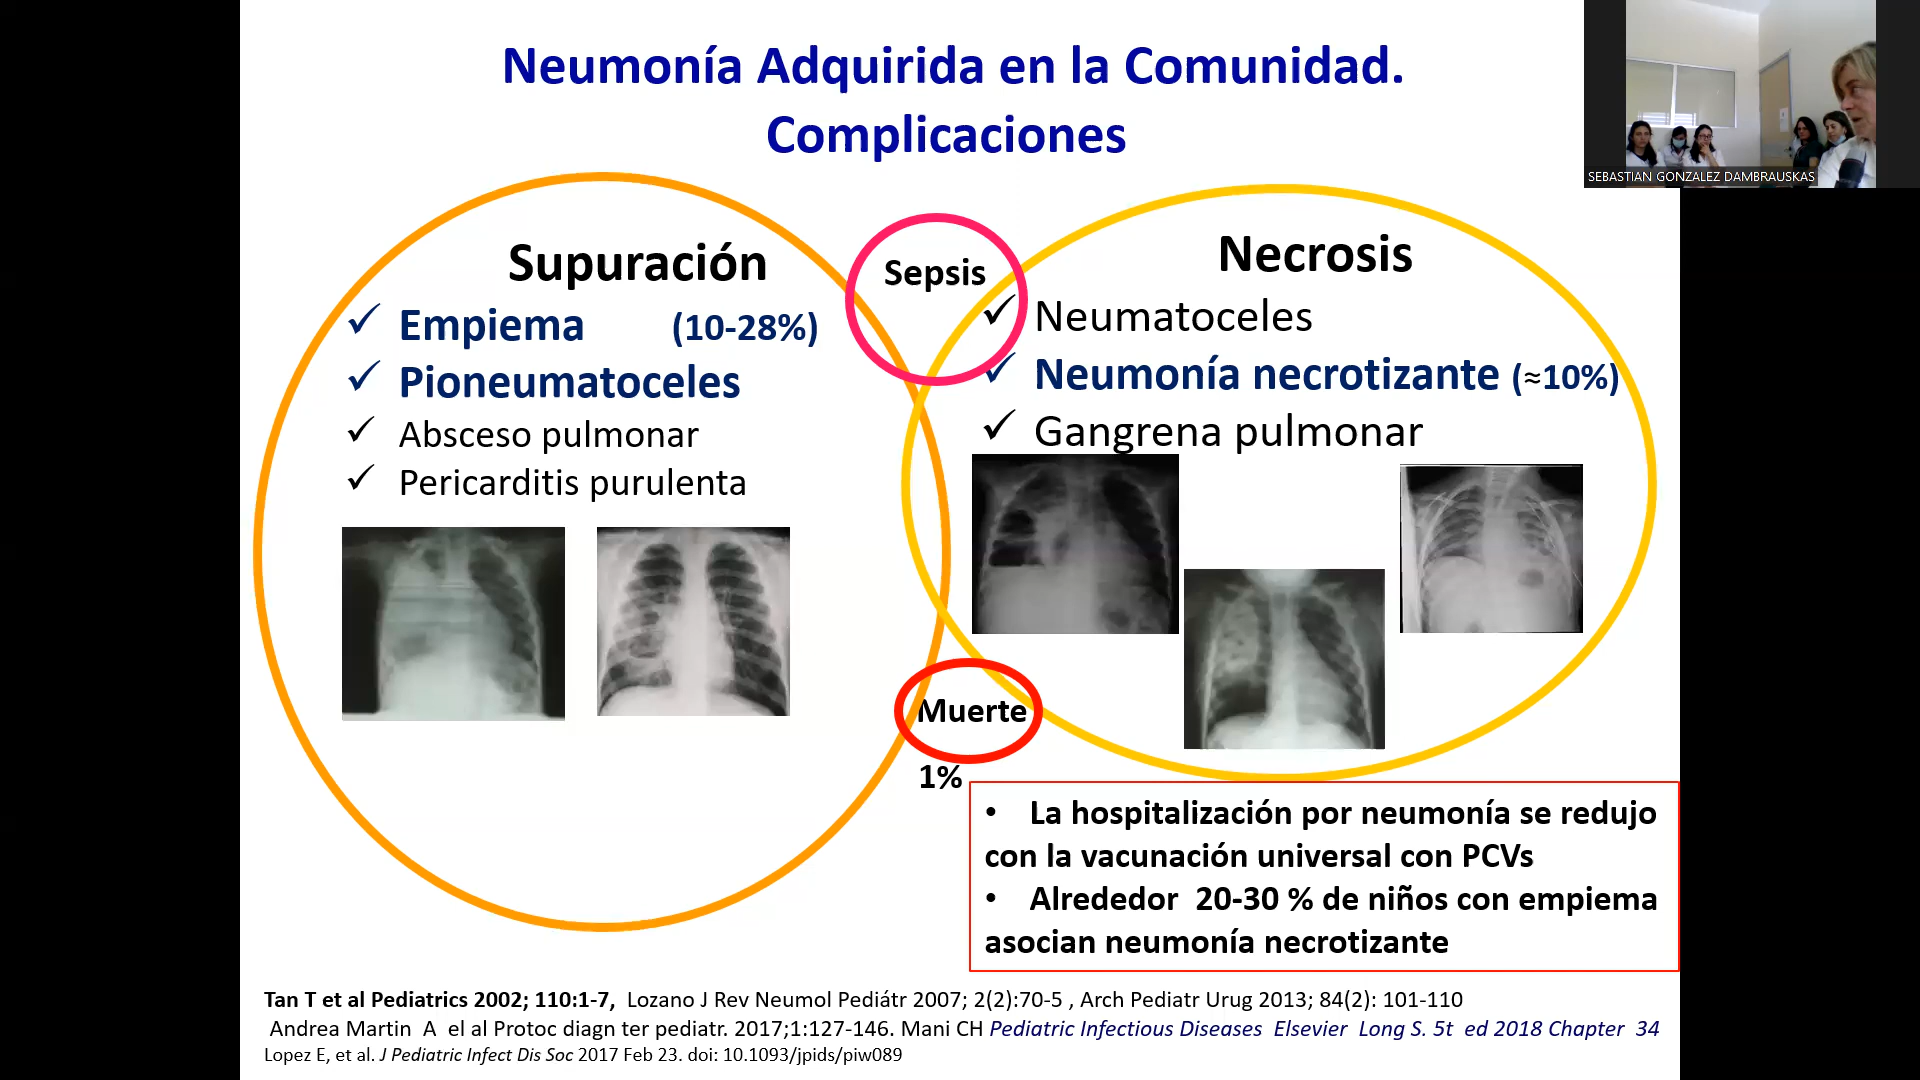 Neumonía Adquirida en la Comunidad.
Complicaciones
SEBASTIAN GONZALEZ DAMBRAUSKAS
Supuración
✓ Empiema (10-28%)
✓ Pioneumatoceles
✓ Absceso pulmonar
✓ Pericarditis purulenta
Sepsis
Necrosis
✓ Neumatoceles
✓ Neumonía necrotizante (≈10%)
✓ Gangrena pulmonar
Muerte
1%
• La hospitalización por neumonía se redujo
con la vacunación universal con PCVs
• Alrededor 20-30 % de niños con empiema
asocian neumonía necrotizante
Tan T et al Pediatrics 2002; 110:1-7, Lozano J Rev Neumol Pediátr 2007; 2(2):70-5 , Arch Pediatr Urug 2013; 84(2): 101-110
Andrea Martin A el al Protoc diagn ter pediatr. 2017;1:127-146. Mani CH Pediatric Infectious Diseases Elsevier Long S. 5t ed 2018 Chapter 34
Lopez E, et al. J Pediatric Infect Dis Soc 2017 Feb 23. doi: 10.1093/jpids/piw089